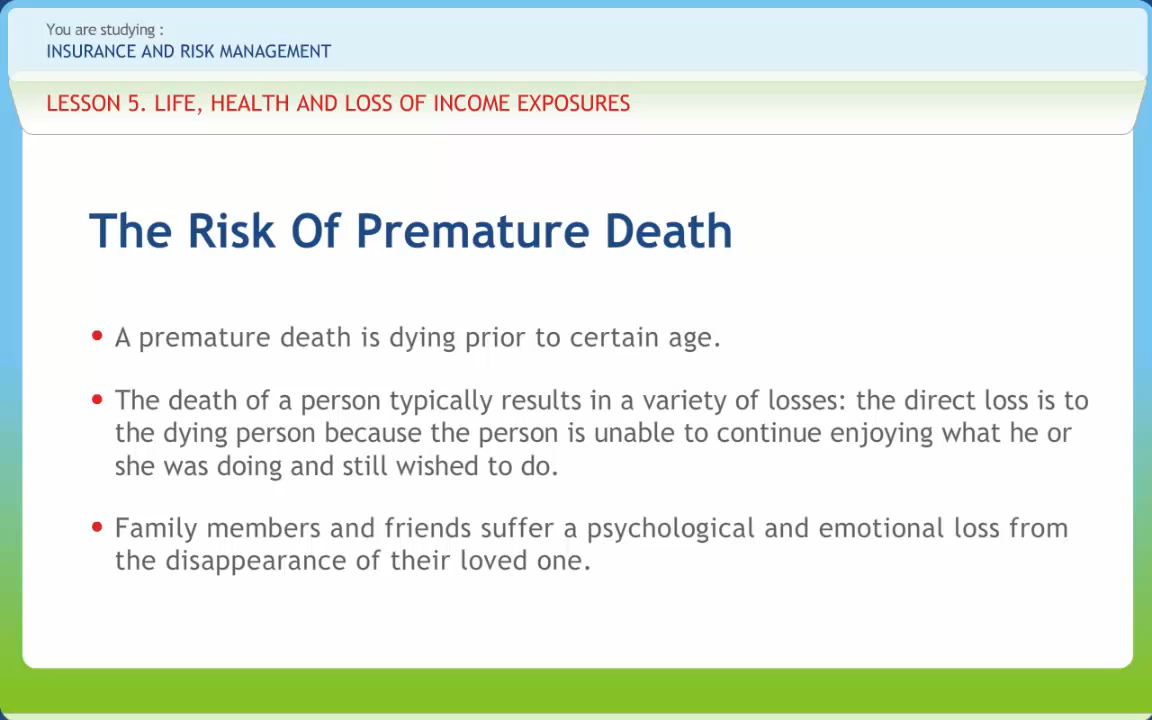 You are studying :
INSURANCE AND RISK MANAGEMENT
LESSON 5. LIFE, HEALTH AND LOSS OF INCOME EXPOSURES
The Risk Of Premature Death
• A premature death is dying prior to certain age.
• The death of a person typically results in a variety of losses: the direct loss is to
the dying person because the person is unable to continue enjoying what he or
she was doing and still wished to do.
• Family members and friends suffer a psychological and emotional loss from
the disappearance of their loved one.